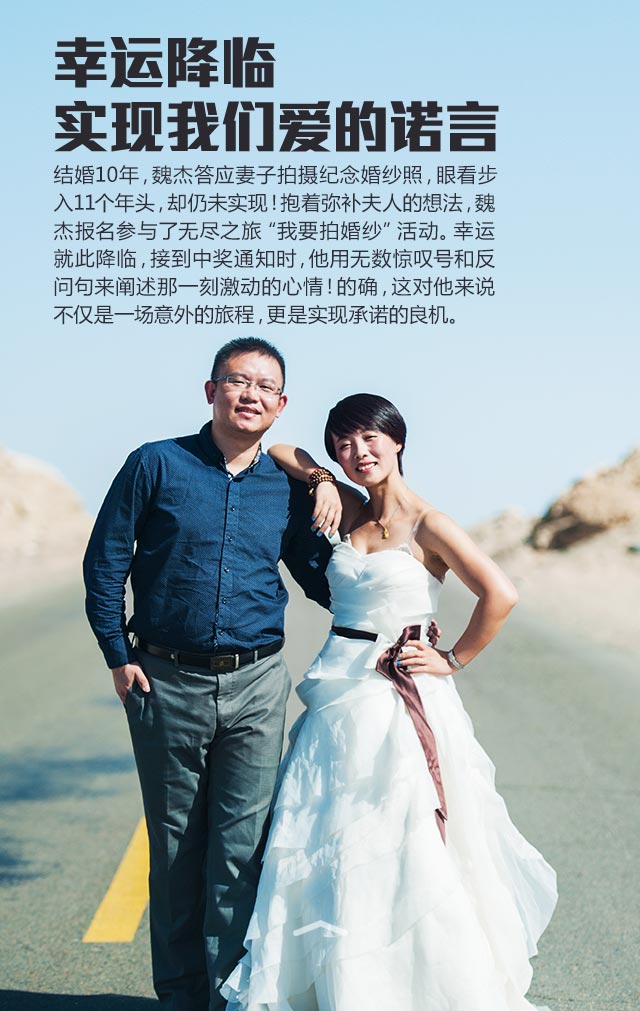 幸运降临
实现我们爱的诺言
结婚10年，魏杰答应妻子拍摄纪念婚纱照，眼看步
入11个年头，却仍未实现！抱着弥补夫人的想法，魏
杰报名参与了无尽之旅“我要拍婚纱”活动。幸运
就此降临，接到中奖通知时，他用无数惊叹号和反
问句来阐述那一刻激动的心情！的确，这对他来说
不仅是一场意外的旅程，更是实现承诺的良机。